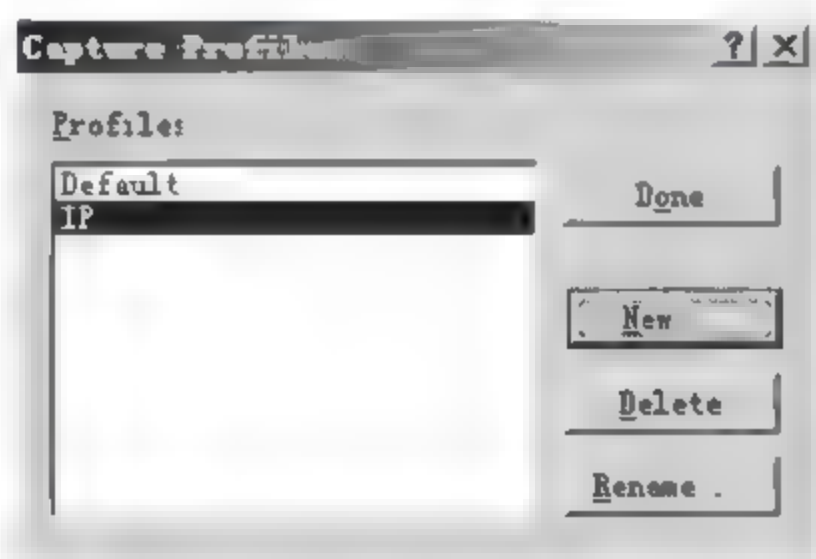 Capture Profiles
Profiles
Default
IP
Done
New
Delete
Rename .